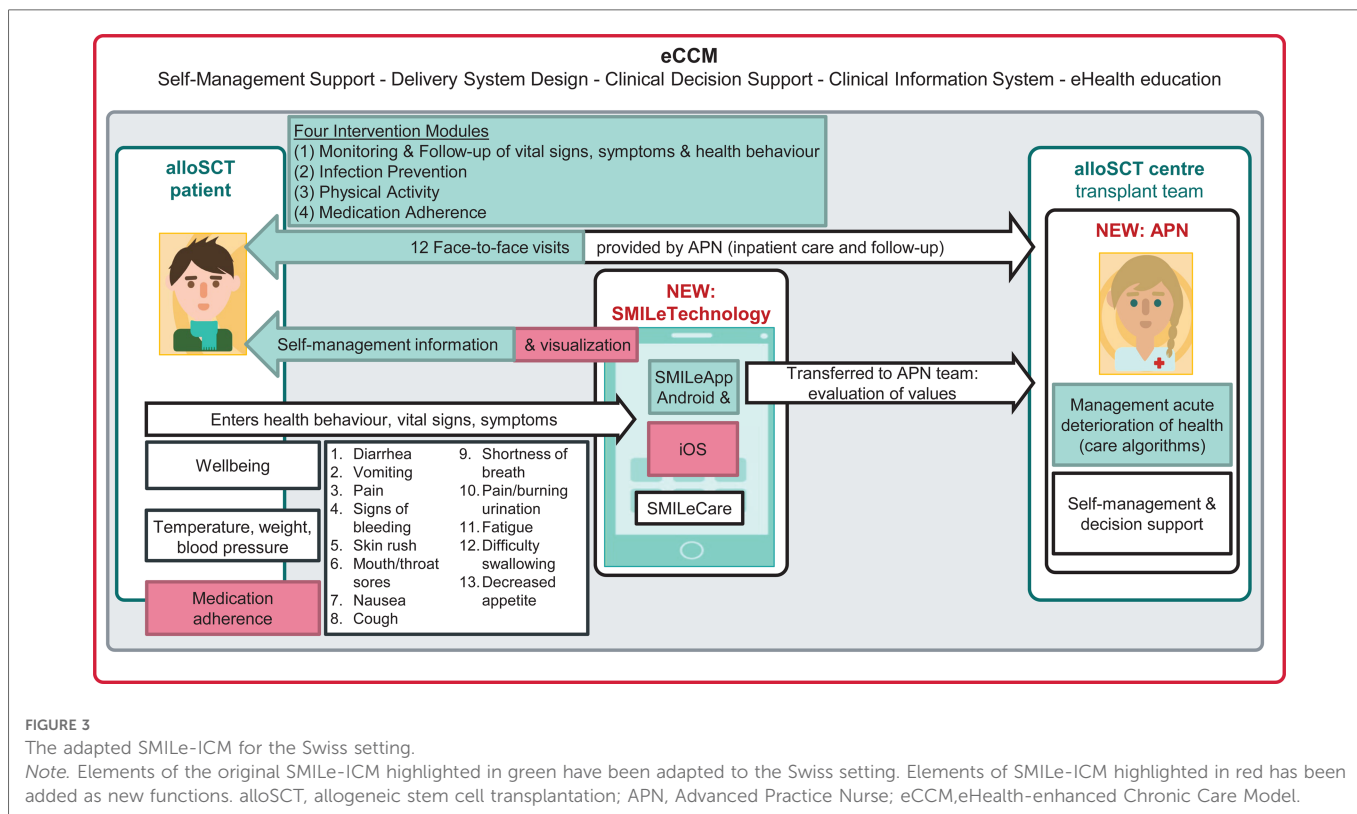 eCCM
Self-Management Support - Delivery System Design - Clinical Decision Support - Clinical Information System - eHealth education
Four Intervention Modules
(1) Monitoring & Follow-up of vital signs, symptoms & health behaviour
(2) Infection Prevention
(3) Physical Activity
(4) Medication Adherence
alloSCT
patient
alloSCT centre
transplant team
NEW: APN
12 Face-to-face visits
provided by APN (inpatient care and follow-up)
NEW:
SMILeTechnology
Self-management information
& visualization
SMILeApp
Android &
iOS
SMILeCare
Transferred to APN team:
evaluation of values
Management acute
deterioration of health
(care algorithms)
Self-management &
decision support
Enters health behaviour, vital signs, symptoms
Wellbeing
Temperature, weight,
blood pressure
Medication
adherence
1. Diarrhea
2. Vomiting
3. Pain
4. Signs of
bleeding
5. Skin rush
6. Mouth/throat
sores
7. Nausea
8. Cough
9. Shortness of
breath
10. Pain/burning
urination
11. Fatigue
12. Difficulty
swallowing
13. Decreased
appetite
FIGURE 3
The adapted SMILe-ICM for the Swiss setting.
Note. Elements of the original SMILe-ICM highlighted in green have been adapted to the Swiss setting. Elements of SMILe-ICM highlighted in red has been
added as new functions. alloSCT, allogeneic stem cell transplantation; APN, Advanced Practice Nurse; eCCM,eHealth-enhanced Chronic Care Model.